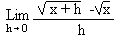 Lim h→0 (√(x+h) -√x) / h